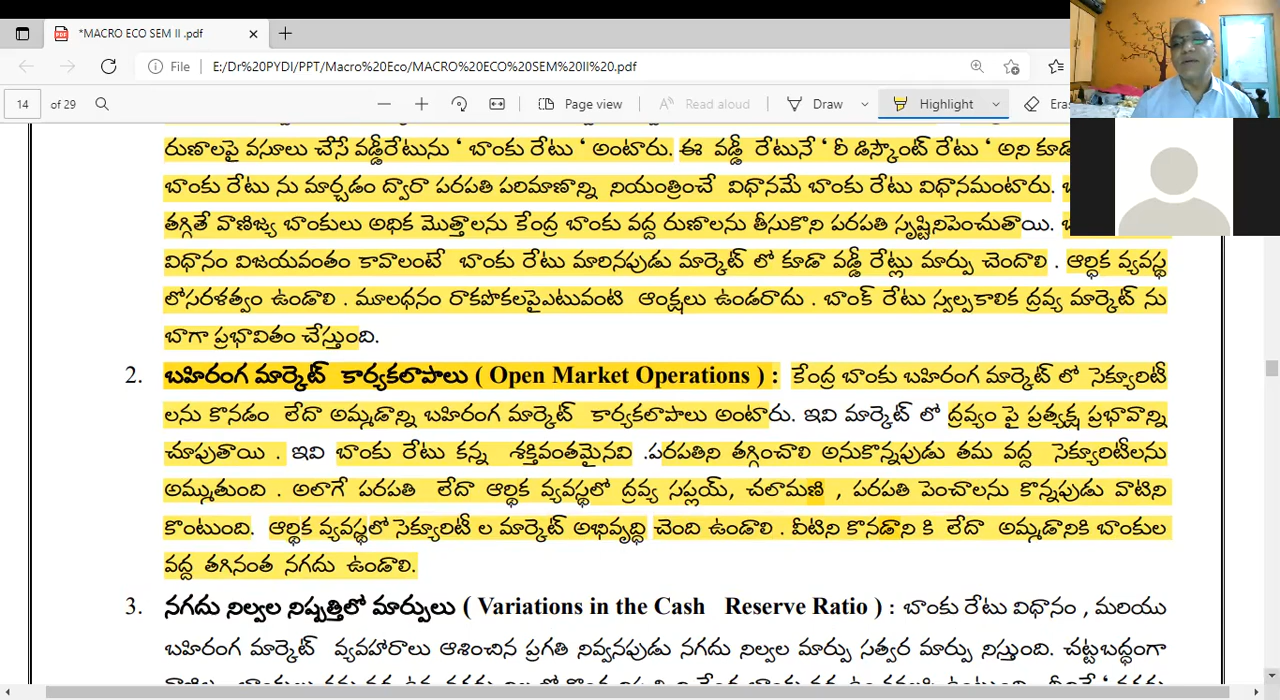 *MACRO ECO SEM II .pdf
File E:/Dr%20PYDI/PPT/Macro%20Eco/MACRO%20ECO%20SEM%20II%20.pdf
14 of 29 Page view Read aloud Draw Highlight
రుణాలపై వసూలు చేసే వడ్డీరేటును ‘ బాంకు రేటు ‘ అంటారు. ఈ వడ్డీ రేటునే ‘ రీ డిస్కౌంట్ రేటు ‘ అని కూడ
బాంకు రేటు ను మార్చడం ద్వారా పరపతి పరిమాణాన్ని నియంత్రించే విధానమే బాంకు రేటు విధానమంటారు.
తగ్గితే వాణిజ్య బాంకులు అధిక మొత్తాలను కేంద్ర బాంకు వద్ద రుణాలను తీసుకొని పరపతి సృష్టినిపెంచుతాయి.
విధానం విజయవంతం కావాలంటే బాంకు రేటు మారినపుడు మార్కెట్ లో కూడా వడ్డీ రేట్లు మార్పు చెందాలి . ఆర్ధిక వ్యవస్థ
లోసరళత్వం ఉండాలి . మూలధనం రాకపొకలపైఎటువంటి ఆంక్షలు ఉండరాదు . బాంక్ రేటు స్వల్పకాలిక ద్రవ్య మార్కెట్ ను
బాగా ప్రభావితం చేస్తుంది.
2. బహిరంగ మార్కెట్ కార్యకలాపాలు ( Open Market Operations ) : కేంద్ర బాంకు బహిరంగ మార్కెట్ లో సెక్యూరిటీ
లను కొనడం లేదా అమ్మడాన్ని బహిరంగ మార్కెట్ కార్యకలాపాలు అంటారు. ఇవి మార్కెట్ లో ద్రవ్యం పై ప్రత్యక్ష ప్రభావాన్ని
చూపుతాయి . ఇవి బాంకు రేటు కన్న శక్తివంతమైనవి .పరపతిని తగ్గించాలి అనుకొన్నపుడు తమ వద్ద సెక్యూరిటీలను
అమ్ముతుంది . అలాగే పరపతి లేదా ఆర్థిక వ్యవస్థలో ద్రవ్య సప్లయ్, చలామణి , పరపతి పెంచాలను కొన్నపుడు వాటిని
కొంటుంది. ఆర్థిక వ్యవస్థలో సెక్యూరిటీ ల మార్కెట్ అభివృద్ధి చెంది ఉండాలి . వీటిని కొనడాని కి లేదా అమ్మడానికి బాంకుల
వద్ద తగినంత నగదు ఉండాలి.
3. నగదు నిల్వల నిష్పత్తిలో మార్పులు ( Variations in the Cash Reserve Ratio ) : బాంకు రేటు విధానం , మరియు
బహిరంగ మార్కెట్ వ్యవహారాలు ఆశించిన ప్రగతి నివ్వనపుడు నగదు నిల్వల మార్పు సత్వర మార్పు నిస్తుంది. చట్టబద్ధంగా